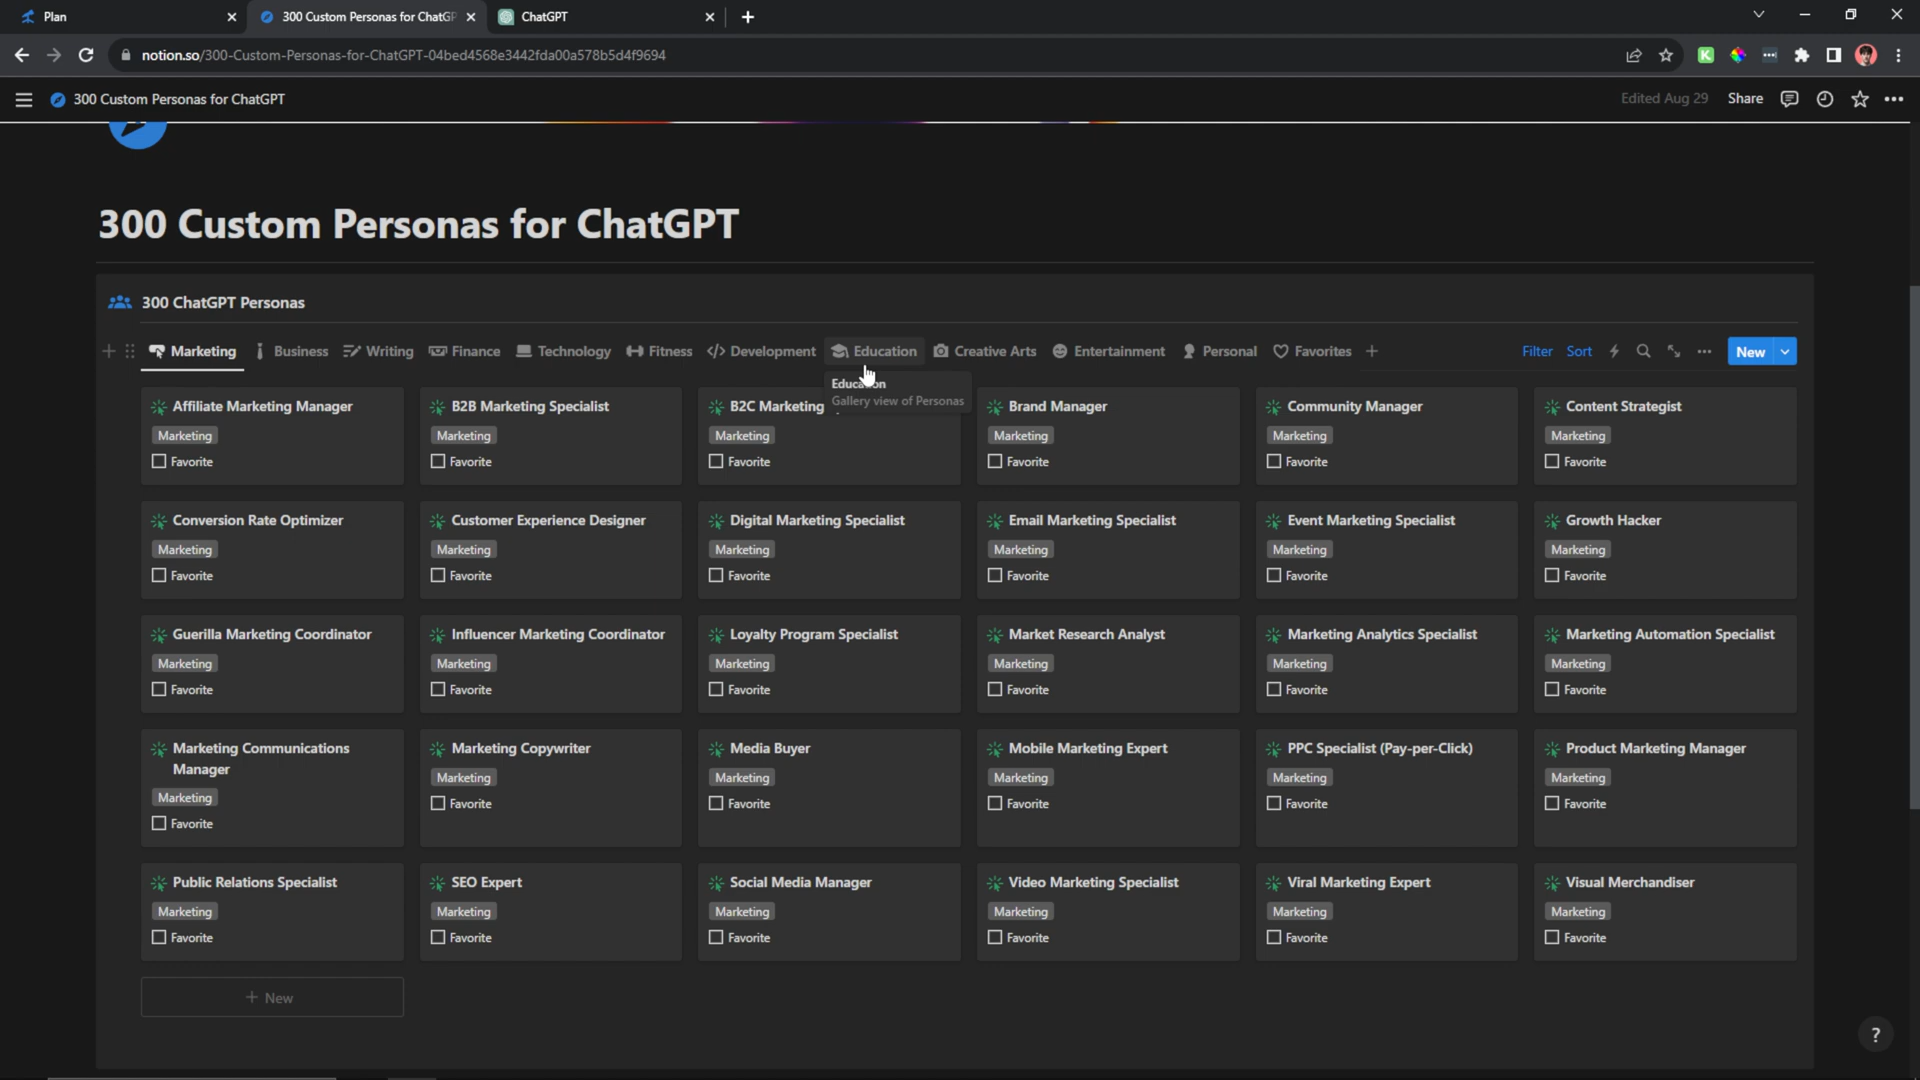 Plan
300 Custom Personas for ChatGP
ChatGPT
notion.so/300-Custom-Personas-for-ChatGPT-04bed4568e3442fda00a578b5d4f9694
300 Custom Personas for ChatGPT
Edited Aug 29
Share
300 Custom Personas for ChatGPT
300 ChatGPT Personas
Marketing
Business
Writing
Finance
Technology
Fitness
Development
Education
Creative Arts
Entertainment
Personal
Favorites
Filter
Sort
New
Education
Gallery view of Personas
Affiliate Marketing Manager
Marketing
Favorite
B2B Marketing Specialist
Marketing
Favorite
B2C Marketing
Marketing
Favorite
Brand Manager
Marketing
Favorite
Community Manager
Marketing
Favorite
Content Strategist
Marketing
Favorite
Conversion Rate Optimizer
Marketing
Favorite
Customer Experience Designer
Marketing
Favorite
Digital Marketing Specialist
Marketing
Favorite
Email Marketing Specialist
Marketing
Favorite
Event Marketing Specialist
Marketing
Favorite
Growth Hacker
Marketing
Favorite
Guerilla Marketing Coordinator
Marketing
Favorite
Influencer Marketing Coordinator
Marketing
Favorite
Loyalty Program Specialist
Marketing
Favorite
Market Research Analyst
Marketing
Favorite
Marketing Analytics Specialist
Marketing
Favorite
Marketing Automation Specialist
Marketing
Favorite
Marketing Communications
Manager
Marketing
Favorite
Marketing Copywriter
Marketing
Favorite
Media Buyer
Marketing
Favorite
Mobile Marketing Expert
Marketing
Favorite
PPC Specialist (Pay-per-Click)
Marketing
Favorite
Product Marketing Manager
Marketing
Favorite
Public Relations Specialist
Marketing
Favorite
SEO Expert
Marketing
Favorite
Social Media Manager
Marketing
Favorite
Video Marketing Specialist
Marketing
Favorite
Viral Marketing Expert
Marketing
Favorite
Visual Merchandiser
Marketing
Favorite
New
?